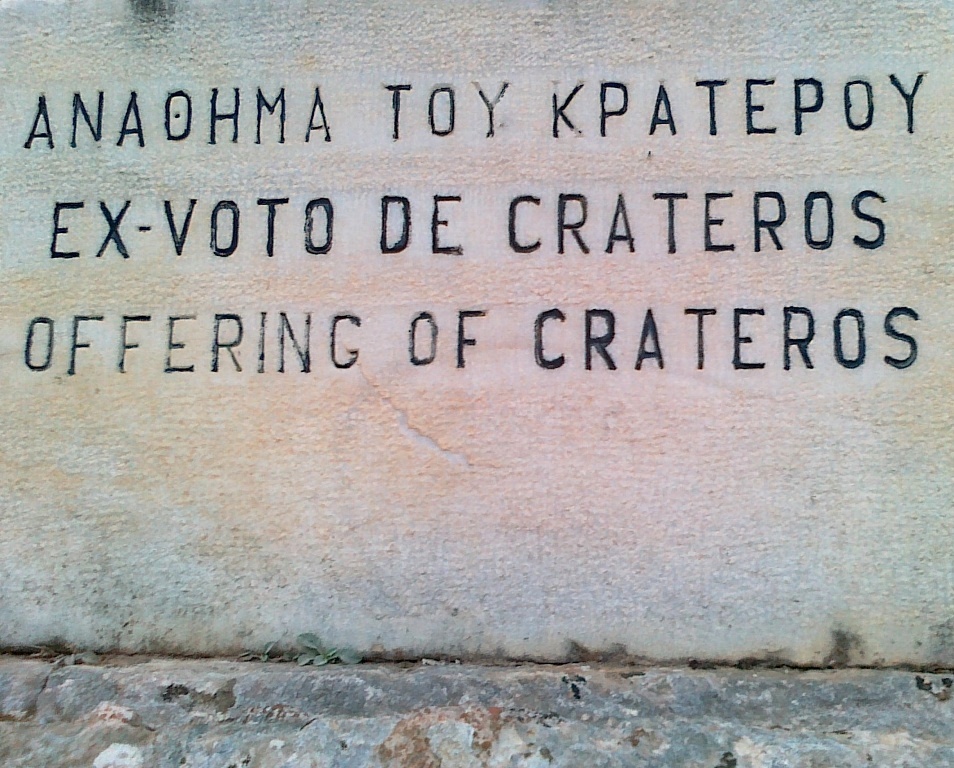 ΑΝΑΘΗΜΑ ΤΟΥ ΚΡΑΤΕΡΟΥ
EX-VOTO DE CRATEROS
OFFERING OF CRATEROS